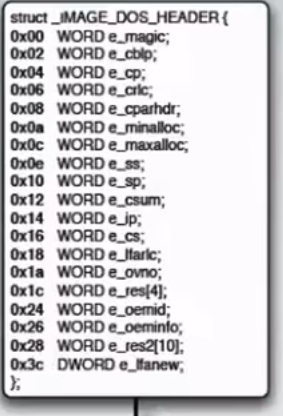 struct _IMAGE_DOS_HEADER {
0x00 WORD e_magic;
0x02 WORD e_cblp;
0x04 WORD e_cp;
0x06 WORD e_crlc;
0x08 WORD e_cparhdr;
0x0a WORD e_minalloc;
0x0c WORD e_maxalloc;
0x0e WORD e_ss;
0x10 WORD e_sp;
0x12 WORD e_csum;
0x14 WORD e_ip;
0x16 WORD e_cs;
0x18 WORD e_lfarlc;
0x1a WORD e_ovno;
0x1c WORD e_res[4];
0x24 WORD e_oemid;
0x26 WORD e_oeminfo;
0x28 WORD e_res2[10];
0x3c DWORD e_lfanew;
};